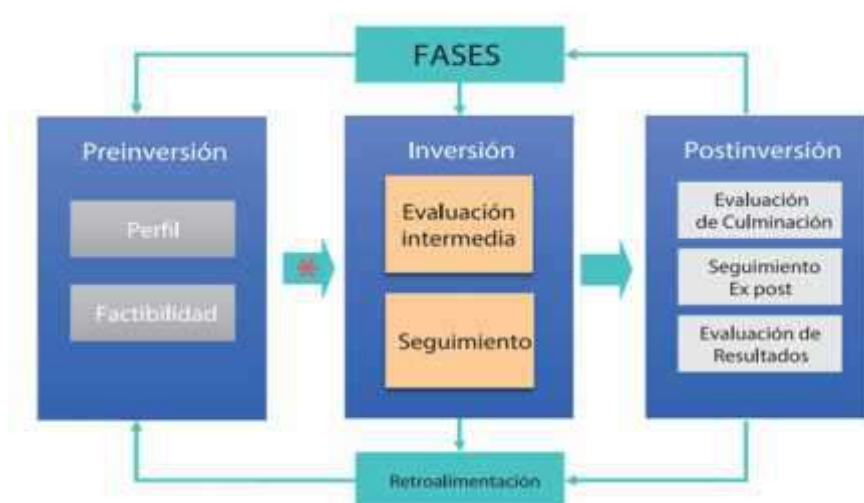 FASES
Preinversión
Perfil
Factibilidad
*
Inversión
Evaluación
intermedia
Seguimiento
Postinversión
Evaluación
de Culminación
Seguimiento
Ex post
Evaluación de
Resultados
Retroalimentación